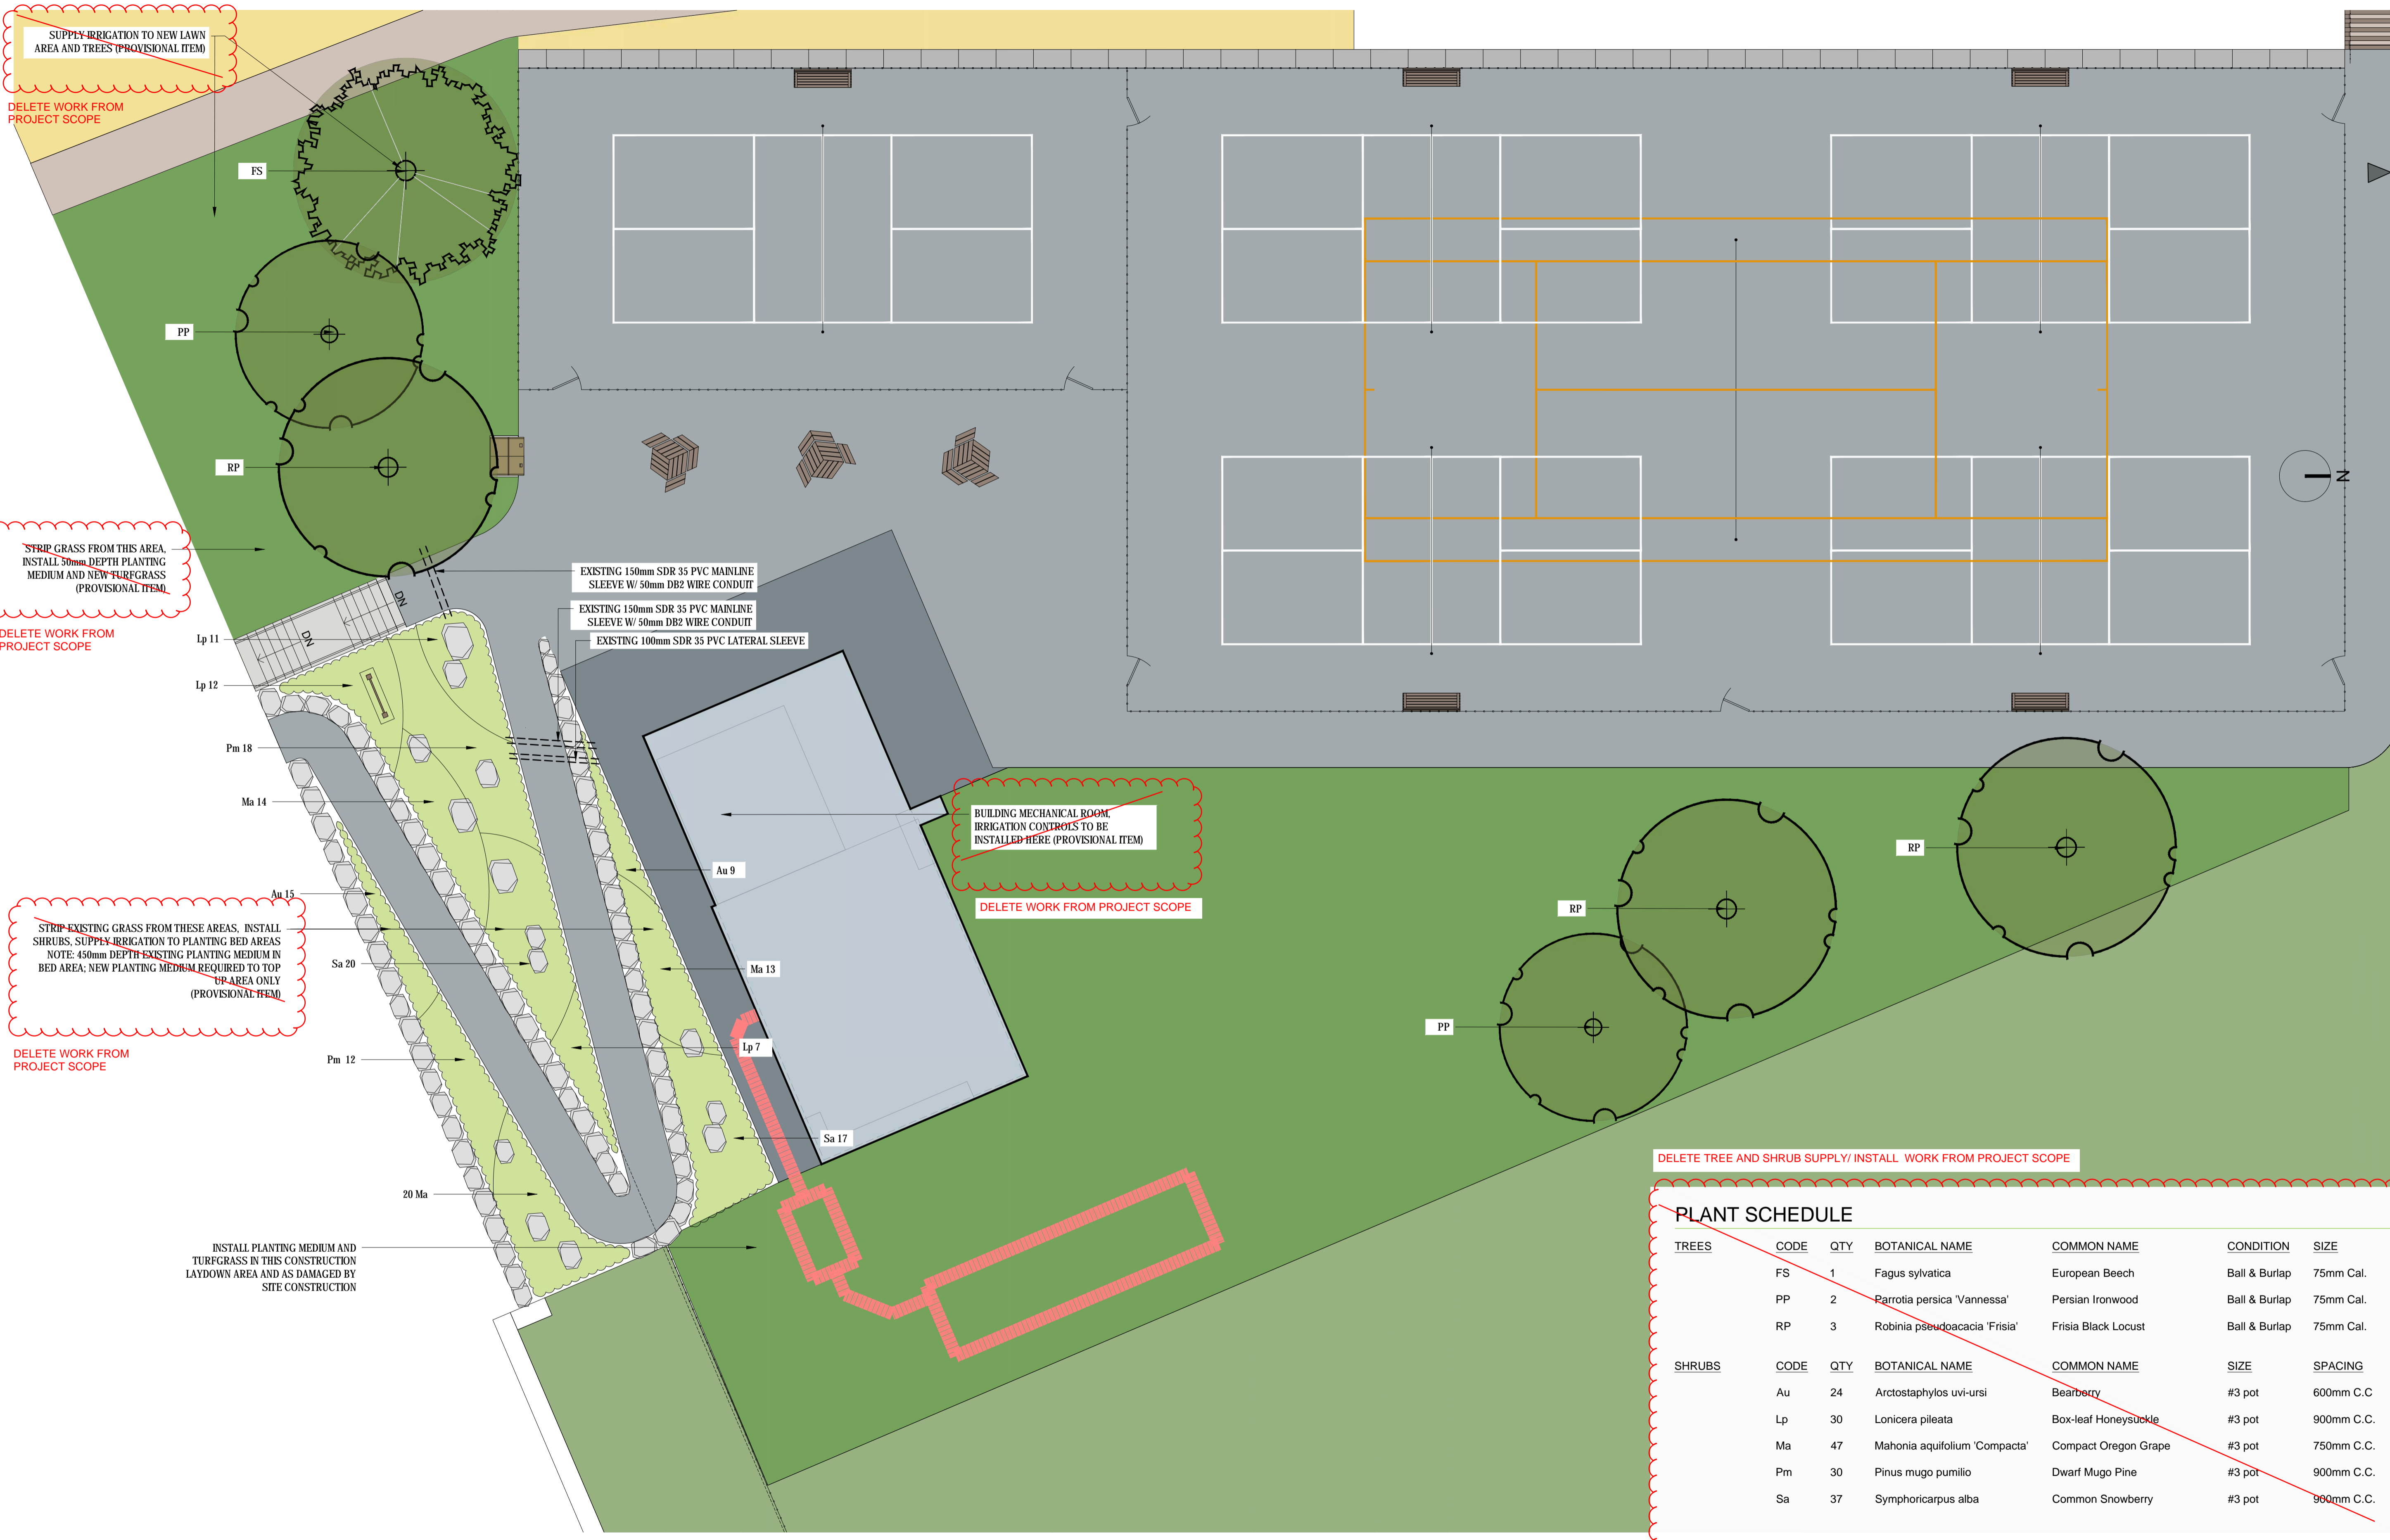 SUPPLY IRRIGATION TO NEW LAWN
AREA AND TREES (PROVISIONAL ITEM)
DELETE WORK FROM
PROJECT SCOPE
FS
PP
RP
STRIP GRASS FROM THIS AREA,
INSTALL 50mm DEPTH PLANTING
MEDIUM AND NEW TURFGRASS
(PROVISIONAL ITEM)
DELETE WORK FROM
PROJECT SCOPE
EXISTING 150mm SDR 35 PVC MAINLINE
SLEEVE W/ 50mm DB2 WIRE CONDUIT
EXISTING 150mm SDR 35 PVC MAINLINE
SLEEVE W/ 50mm DB2 WIRE CONDUIT
EXISTING 100mm SDR 35 PVC LATERAL SLEEVE
DN
DN
N
Lp 11
Lp 12
Pm 18
Ma 14
Au 15
STRIP EXISTING GRASS FROM THESE AREAS, INSTALL
SHRUBS, SUPPLY IRRIGATION TO PLANTING BED AREAS
NOTE: 450mm DEPTH EXISTING PLANTING MEDIUM IN
BED AREA; NEW PLANTING MEDIUM REQUIRED TO TOP
UP AREA ONLY
(PROVISIONAL ITEM)
DELETE WORK FROM
PROJECT SCOPE
Sa 20
Pm 12
20 Ma
INSTALL PLANTING MEDIUM AND
TURFGRASS IN THIS CONSTRUCTION
LAYDOWN AREA AND AS DAMAGED BY
SITE CONSTRUCTION
Au 9
Ma 13
Lp 7
Sa 17
BUILDING MECHANICAL ROOM,
IRRIGATION CONTROLS TO BE
INSTALLED HERE (PROVISIONAL ITEM)
DELETE WORK FROM PROJECT SCOPE
RP
RP
PP
DELETE TREE AND SHRUB SUPPLY/ INSTALL WORK FROM PROJECT SCOPE
PLANT SCHEDULE
TREES CODE QTY BOTANICAL NAME COMMON NAME CONDITION SIZE
FS 1 Fagus sylvatica European Beech Ball & Burlap 75mm Cal.
PP 2 Parrotia persica 'Vannessa' Persian Ironwood Ball & Burlap 75mm Cal.
RP 3 Robinia pseudoacacia 'Frisia' Frisia Black Locust Ball & Burlap 75mm Cal.
SHRUBS CODE QTY BOTANICAL NAME COMMON NAME SIZE SPACING
Au 24 Arctostaphylos uvi-ursi Bearberry #3 pot 600mm C.C
Lp 30 Lonicera pileata Box-leaf Honeysuckle #3 pot 900mm C.C.
Ma 47 Mahonia aquifolium 'Compacta' Compact Oregon Grape #3 pot 750mm C.C.
Pm 30 Pinus mugo pumilio Dwarf Mugo Pine #3 pot 900mm C.C.
Sa 37 Symphoricarpus alba Common Snowberry #3 pot 900mm C.C.